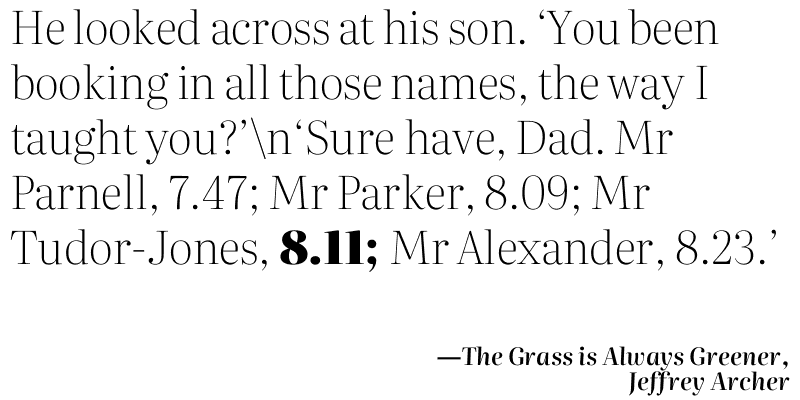 He looked across at his son. ‘You been
booking in all those names, the way I
taught you?’\n‘Sure have, Dad. Mr
Parnell, 7.47; Mr Parker, 8.09; Mr
Tudor-Jones, 8.11; Mr Alexander, 8.23.’
—The Grass is Always Greener,
Jeffrey Archer